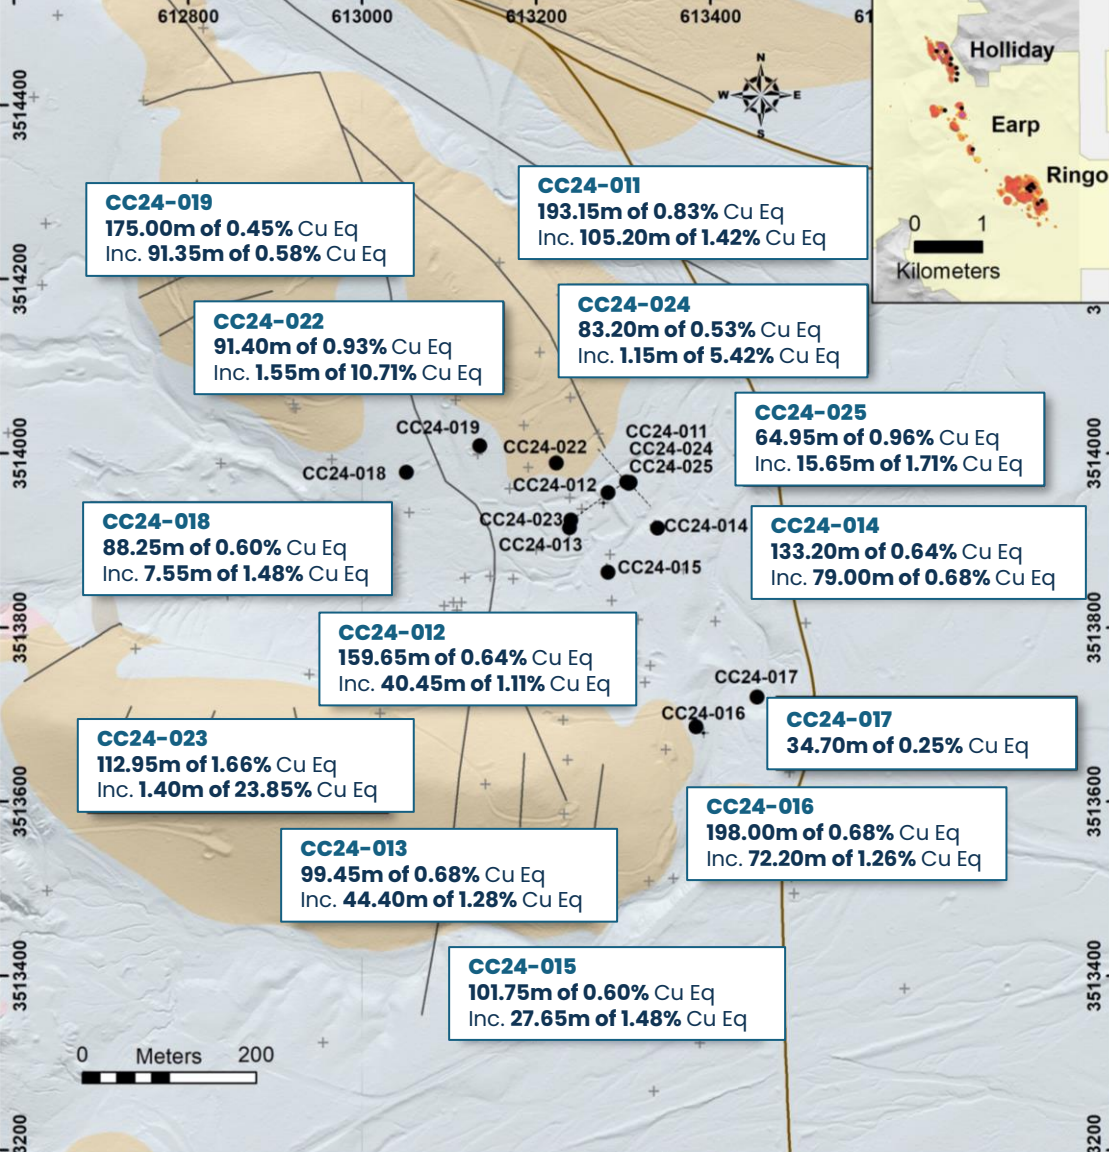 612800
613000
613200
613400
61
Holliday
Earp
Ringo
0 1
Kilometers
N
W E
S
3514400
3514200
3514000
3513800
3513600
3513400
3200
3
3514000
3513800
3513600
3513400
3200
CC24-019
175.00m of 0.45% Cu Eq
Inc. 91.35m of 0.58% Cu Eq
CC24-011
193.15m of 0.83% Cu Eq
Inc. 105.20m of 1.42% Cu Eq
CC24-022
91.40m of 0.93% Cu Eq
Inc. 1.55m of 10.71% Cu Eq
CC24-024
83.20m of 0.53% Cu Eq
Inc. 1.15m of 5.42% Cu Eq
CC24-025
64.95m of 0.96% Cu Eq
Inc. 15.65m of 1.71% Cu Eq
CC24-019
CC24-018
CC24-022
CC24-012
CC24-011
CC24-024
CC24-025
CC24-023
CC24-013
CC24-014
CC24-015
CC24-018
88.25m of 0.60% Cu Eq
Inc. 7.55m of 1.48% Cu Eq
CC24-014
133.20m of 0.64% Cu Eq
Inc. 79.00m of 0.68% Cu Eq
CC24-012
159.65m of 0.64% Cu Eq
Inc. 40.45m of 1.11% Cu Eq
CC24-017
CC24-016
CC24-017
34.70m of 0.25% Cu Eq
CC24-023
112.95m of 1.66% Cu Eq
Inc. 1.40m of 23.85% Cu Eq
CC24-016
198.00m of 0.68% Cu Eq
Inc. 72.20m of 1.26% Cu Eq
CC24-013
99.45m of 0.68% Cu Eq
Inc. 44.40m of 1.28% Cu Eq
CC24-015
101.75m of 0.60% Cu Eq
Inc. 27.65m of 1.48% Cu Eq
0 Meters 200